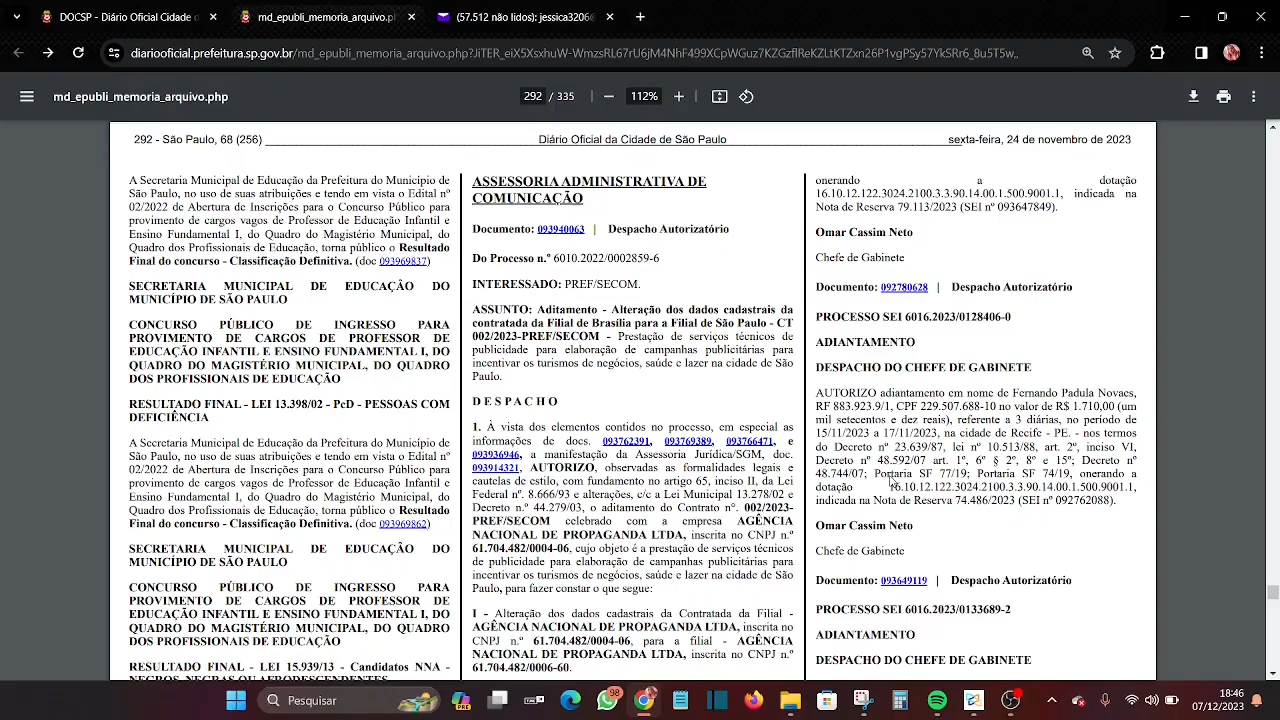 DOCSP - Diário Oficial Cidade d
md_epubli_memoria_arquivo.php
(57.512 não lidos): jessica3206
diariooficial.prefeitura.sp.gov.br/md_epubli_memoria_arquivo.php?
md_epubli_memoria_arquivo.php
292 / 335
112%
292 - São Paulo, 68 (256)
Diário Oficial da Cidade de São Paulo
sexta-feira, 24 de novembro de 2023
A Secretaria Municipal de Educação da Prefeitura do Município de
São Paulo, no uso de suas atribuições e tendo em vista o Edital nº
02/2022 de Abertura de Inscrições para o Concurso Público para
provimento de cargos vagos de Professor de Educação Infantil e
Ensino Fundamental I, do Quadro do Magistério Municipal, do
Quadro dos Profissionais de Educação, torna público o Resultado
Final do concurso - Classificação Definitiva. (doc 093969837)
SECRETARIA MUNICIPAL DE EDUCAÇÃO DO
MUNICÍPIO DE SÃO PAULO
CONCURSO PÚBLICO DE INGRESSO PARA
PROVIMENTO DE CARGOS DE PROFESSOR DE
EDUCAÇÃO INFANTIL E ENSINO FUNDAMENTAL I, DO
QUADRO DO MAGISTÉRIO MUNICIPAL, DO QUADRO
DOS PROFISSIONAIS DE EDUCAÇÃO
RESULTADO FINAL - LEI 13.398/02 - PcD - PESSOAS COM
DEFICIÊNCIA
A Secretaria Municipal de Educação da Prefeitura do Município de
São Paulo, no uso de suas atribuições e tendo em vista o Edital nº
02/2022 de Abertura de Inscrições para o Concurso Público para
provimento de cargos vagos de Professor de Educação Infantil e
Ensino Fundamental I, do Quadro do Magistério Municipal, do
Quadro dos Profissionais de Educação, torna público o Resultado
Final do concurso - Classificação Definitiva. (doc 093969862)
SECRETARIA MUNICIPAL DE EDUCAÇÃO DO
MUNICÍPIO DE SÃO PAULO
CONCURSO PÚBLICO DE INGRESSO PARA
PROVIMENTO DE CARGOS DE PROFESSOR DE
EDUCAÇÃO INFANTIL E ENSINO FUNDAMENTAL I, DO
QUADRO DO MAGISTÉRIO MUNICIPAL, DO QUADRO
DOS PROFISSIONAIS DE EDUCAÇÃO
RESULTADO FINAL - LEI 15.939/13 - Candidatos NNA -
NEGROS, NEGRAS OU AFRODESCENDENTES
ASSESSORIA ADMINISTRATIVA DE
COMUNICAÇÃO
Documento: 093940063 | Despacho Autorizatório
Do Processo n.º 6010.2022/0002859-6
INTERESSADO: PREF/SECOM.
ASSUNTO: Aditamento - Alteração dos dados cadastrais da
contratada da Filial de Brasília para a Filial de São Paulo - CT
002/2023-PREF/SECOM - Prestação de serviços técnicos de
publicidade para elaboração de campanhas publicitárias para
incentivar os turismos de negócios, saúde e lazer na cidade de São
Paulo.
D E S P A C H O
1. À vista dos elementos contidos no processo, em especial as
informações de docs. 093762391, 093769389, 093766471, e
093936946, a manifestação da Assessoria Jurídica/SGM, doc.
093914321, AUTORIZO, observadas as formalidades legais e
cautelas de estilo, com fundamento no artigo 65, inciso II, da Lei
Federal nº. 8.666/93 e alterações, c/c a Lei Municipal 13.278/02 e
Decreto n.º 44.279/03, o aditamento do Contrato n°. 002/2023-
PREF/SECOM celebrado com a empresa AGÊNCIA
NACIONAL DE PROPAGANDA LTDA, inscrita no CNPJ n.º
61.704.482/0004-06, cujo objeto é a prestação de serviços técnicos
de publicidade para elaboração de campanhas publicitárias para
incentivar os turismos de negócios, saúde e lazer na cidade de São
Paulo, para fazer constar o que segue:
I - Alteração dos dados cadastrais da Contratada da Filial -
AGÊNCIA NACIONAL DE PROPAGANDA LTDA, inscrita no
CNPJ n.º 61.704.482/0004-06, para a filial - AGÊNCIA
NACIONAL DE PROPAGANDA LTDA, inscrita no CNPJ n.º
61.704.482/0006-60.
onerando a dotação
16.10.12.122.3024.2100.3.3.90.14.00.1.500.9001.1, indicada na
Nota de Reserva 79.113/2023 (SEI nº 093647849).
Omar Cassim Neto
Chefe de Gabinete
Documento: 092780628 | Despacho Autorizatório
PROCESSO SEI 6016.2023/0128406-0
ADIANTAMENTO
DESPACHO DO CHEFE DE GABINETE
AUTORIZO adiantamento em nome de Fernando Padula Novaes,
RF 883.923.9/1, CPF 229.507.688-10 no valor de R$ 1.710,00 (um
mil setecentos e dez reais), referente a 3 diárias, no período de
15/11/2023 a 17/11/2023, na cidade de Recife - PE. - nos termos
do Decreto nº 23.639/87, lei nº 10.513/88, art. 2º, inciso VI,
Decreto nº 48.592/07 art. 1º, 6º § 2º, 8º e 15º; Decreto nº
48.744/07; Portaria SF 77/19; Portaria SF 74/19, onerando a
dotação 16.10.12.122.3024.2100.3.3.90.14.00.1.500.9001.1,
indicada na Nota de Reserva 74.486/2023 (SEI nº 092762088).
Omar Cassim Neto
Chefe de Gabinete
Documento: 093649119 | Despacho Autorizatório
PROCESSO SEI 6016.2023/0133689-2
ADIANTAMENTO
DESPACHO DO CHEFE DE GABINETE
Pesquisar
98
18:46
07/12/2023